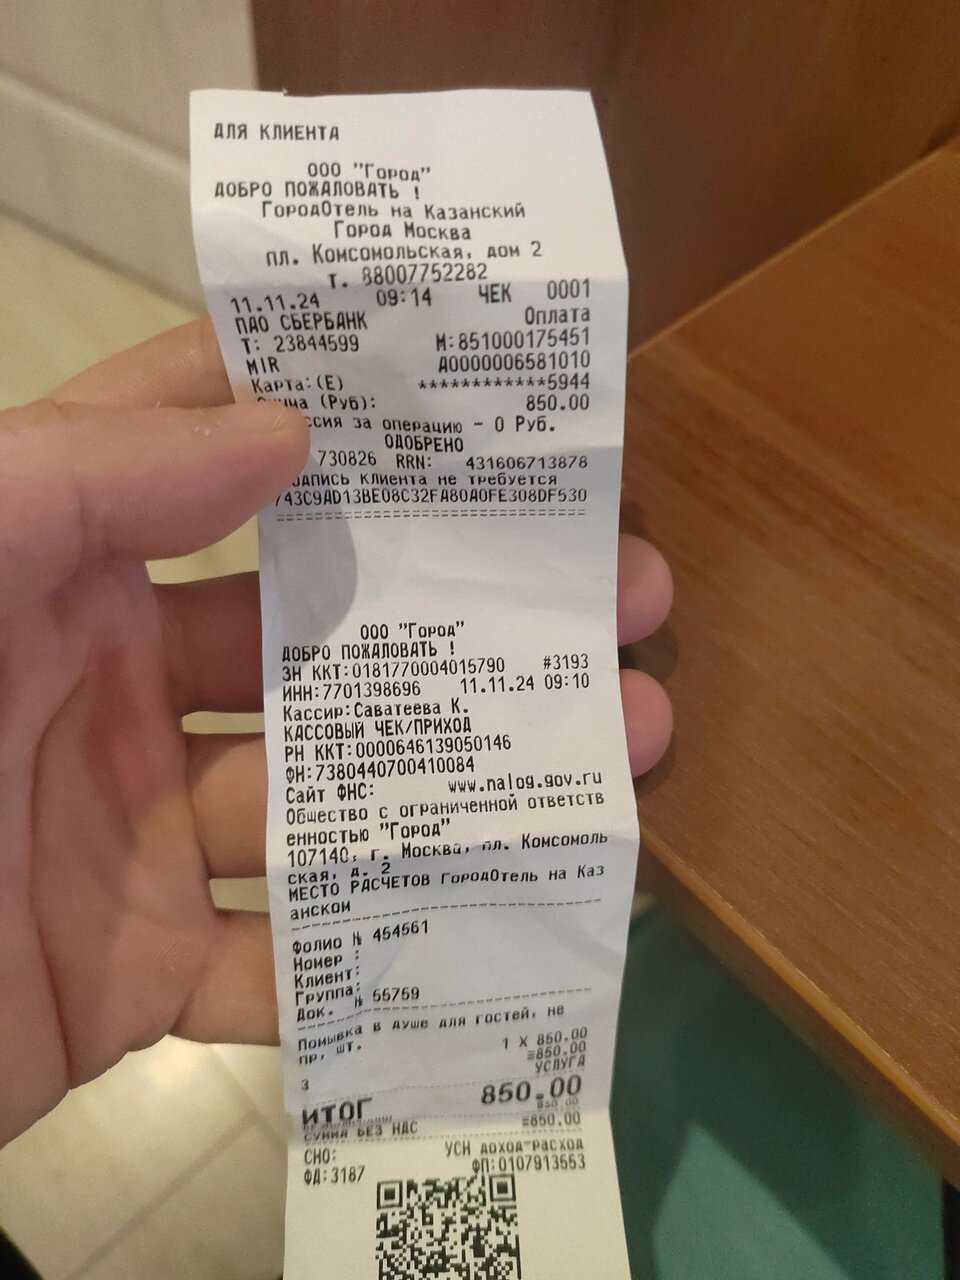 ДЛЯ КЛИЕНТА
ООО "Город"
ДОБРО ПОЖАЛОВАТЬ !
ГородОтель на Казанский
Город Москва
пл. Комсомольская, дом 2
т. 88007752282
11.11.24 09:14 ЧЕК 0001
ПАО СБЕРБАНК Оплата
Т: 23844599 М:851000175451
MIR A0000006581010
Карта:(E) ************5944
(Руб): 850.00
за операцию - 0 Руб.
ОДОБРЕНО
730826 RRN: 431606713878
клиента не требуется
743C9AD13BE08C32FA80A0FE308DF530
================================
ООО "Город"
ДОБРО ПОЖАЛОВАТЬ !
ЗН ККТ:0181770004015790 #3193
ИНН:7701398696 11.11.24 09:10
Кассир:Саватеева К.
КАССОВЫЙ ЧЕК/ПРИХОД
РН ККТ:0000646139050146
ФН:7380440700410084
Сайт ФНС: www.nalog.gov.ru
Общество с ограниченной ответств
енностью "Город"
107140, г. Москва, пл. Комсомоль
ская, д. 2
МЕСТО РАСЧЕТОВ ГородОтель на Каз
анском
Фолио № 454561
Номер :
Клиент:
Группа:
Док. № 55759
Помывка в душе для гостей, не
пр, шт.
1 X 850.00
=850.00
УСЛУГА
3
ИТОГ 850.00
СУММА БЕЗ НДС =850.00
СНО: УСН доход-расход
ФД:3187 ФП:0107913553